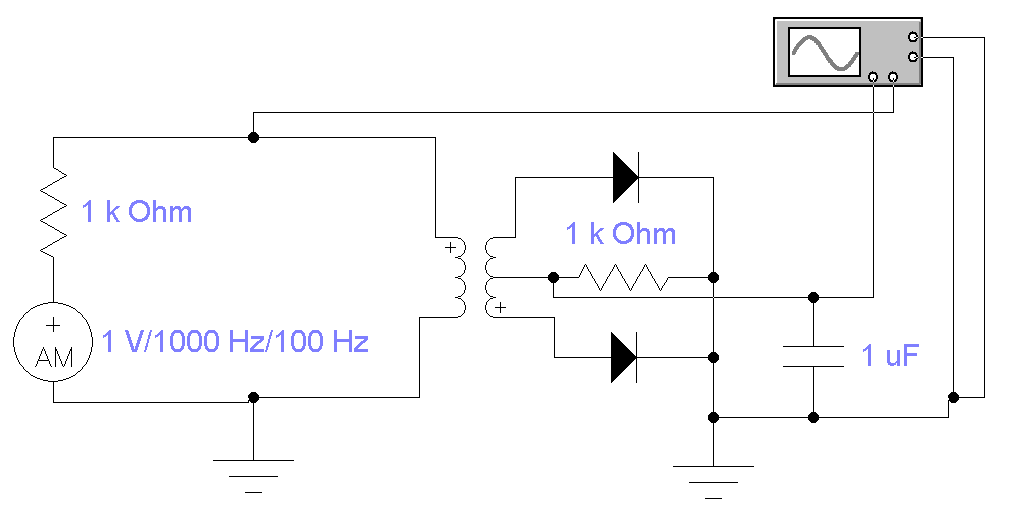 1 k Ohm
1 k Ohm
+
+
+
AM
1 V/1000 Hz/100 Hz
1 uF